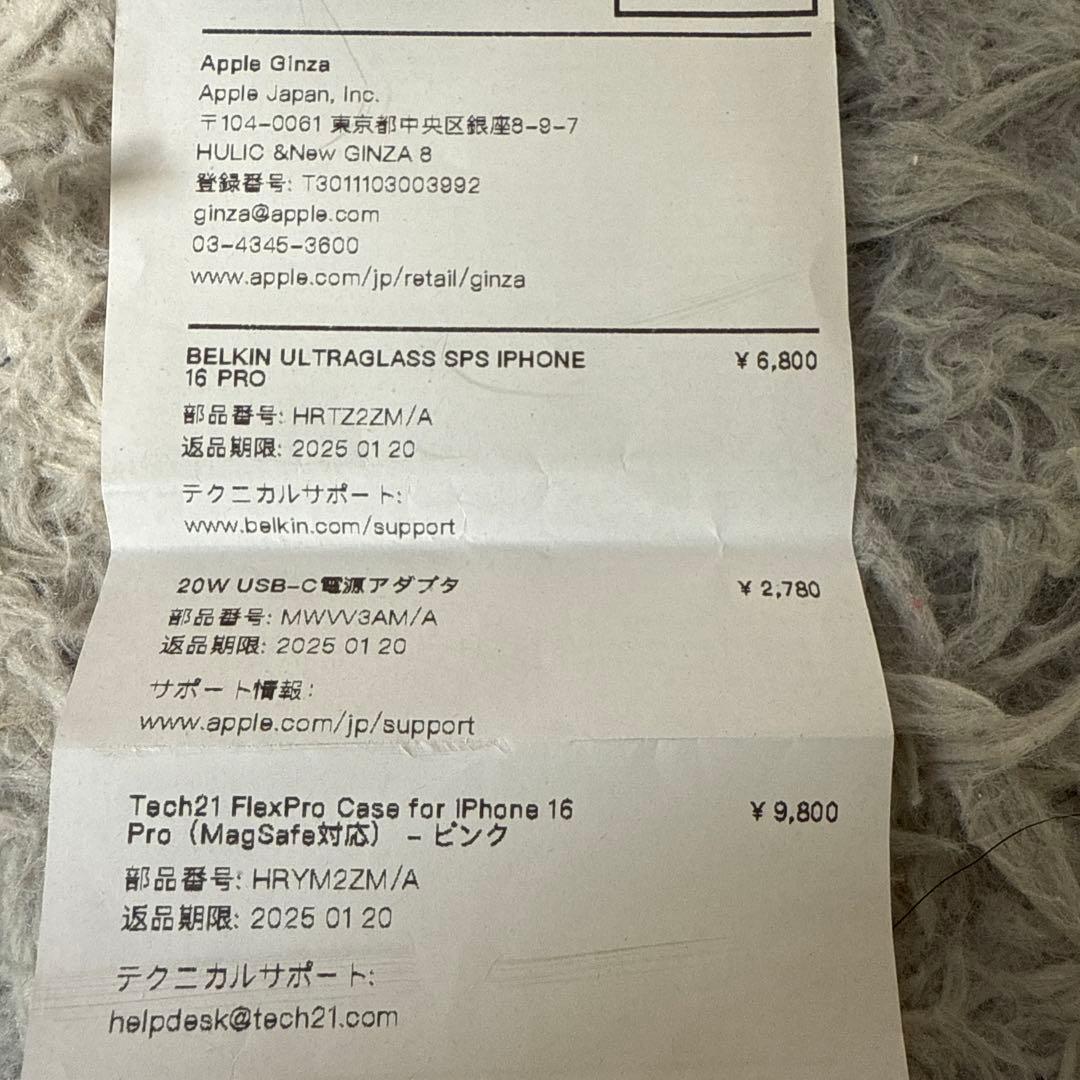 Apple Ginza
Apple Japan, Inc.
〒104-0061 東京都中央区銀座8-9-7
HULIC &New GINZA 8
登録番号: T3011103003992
ginza@apple.com
03-4345-3600
www.apple.com/jp/retail/ginza
BELKIN ULTRAGLASS SPS IPHONE ¥ 6,800
16 PRO
部品番号: HRTZ2ZM/A
返品期限: 2025 01 20
テクニカルサポート:
www.belkin.com/support
20W USB-C電源アダプタ ¥ 2,780
部品番号: MWVV3AM/A
返品期限: 2025 01 20
サポート情報:
www.apple.com/jp/support
Tech21 FlexPro Case for iPhone 16 ¥ 9,800
Pro（MagSafe対応） - ピンク
部品番号: HRYM2ZM/A
返品期限: 2025 01 20
テクニカルサポート:
helpdesk@tech21.com